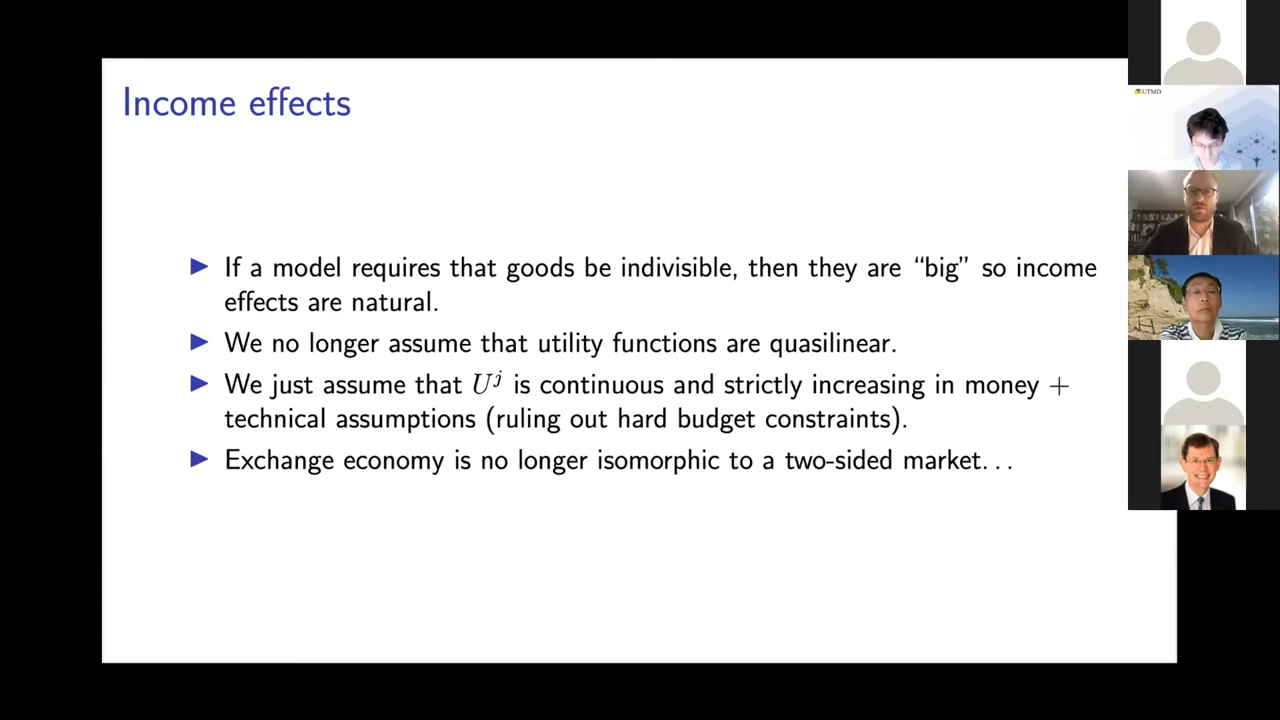 Income effects
▶ If a model requires that goods be indivisible, then they are “big” so income
effects are natural.
▶ We no longer assume that utility functions are quasilinear.
▶ We just assume that U^j is continuous and strictly increasing in money +
technical assumptions (ruling out hard budget constraints).
▶ Exchange economy is no longer isomorphic to a two-sided market...
UTMD